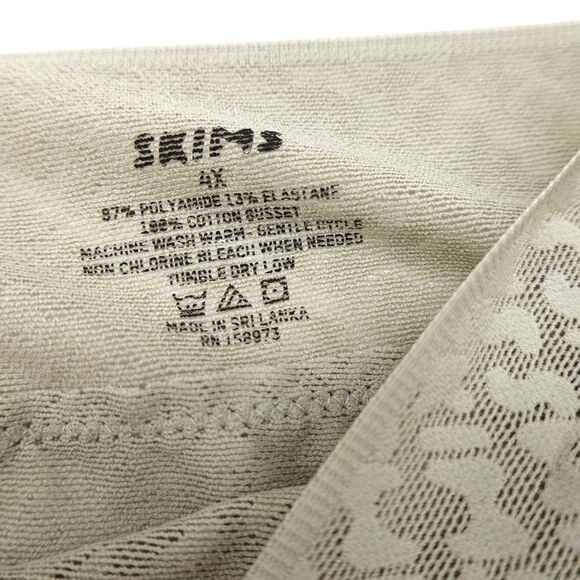 SKIMS
4X
87% POLYAMIDE 13% ELASTANE
100% COTTON GUSSET
MACHINE WASH WARM - GENTLE CYCLE
NON CHLORINE BLEACH WHEN NEEDED
TUMBLE DRY LOW
MADE IN SRI LANKA
RN 158973